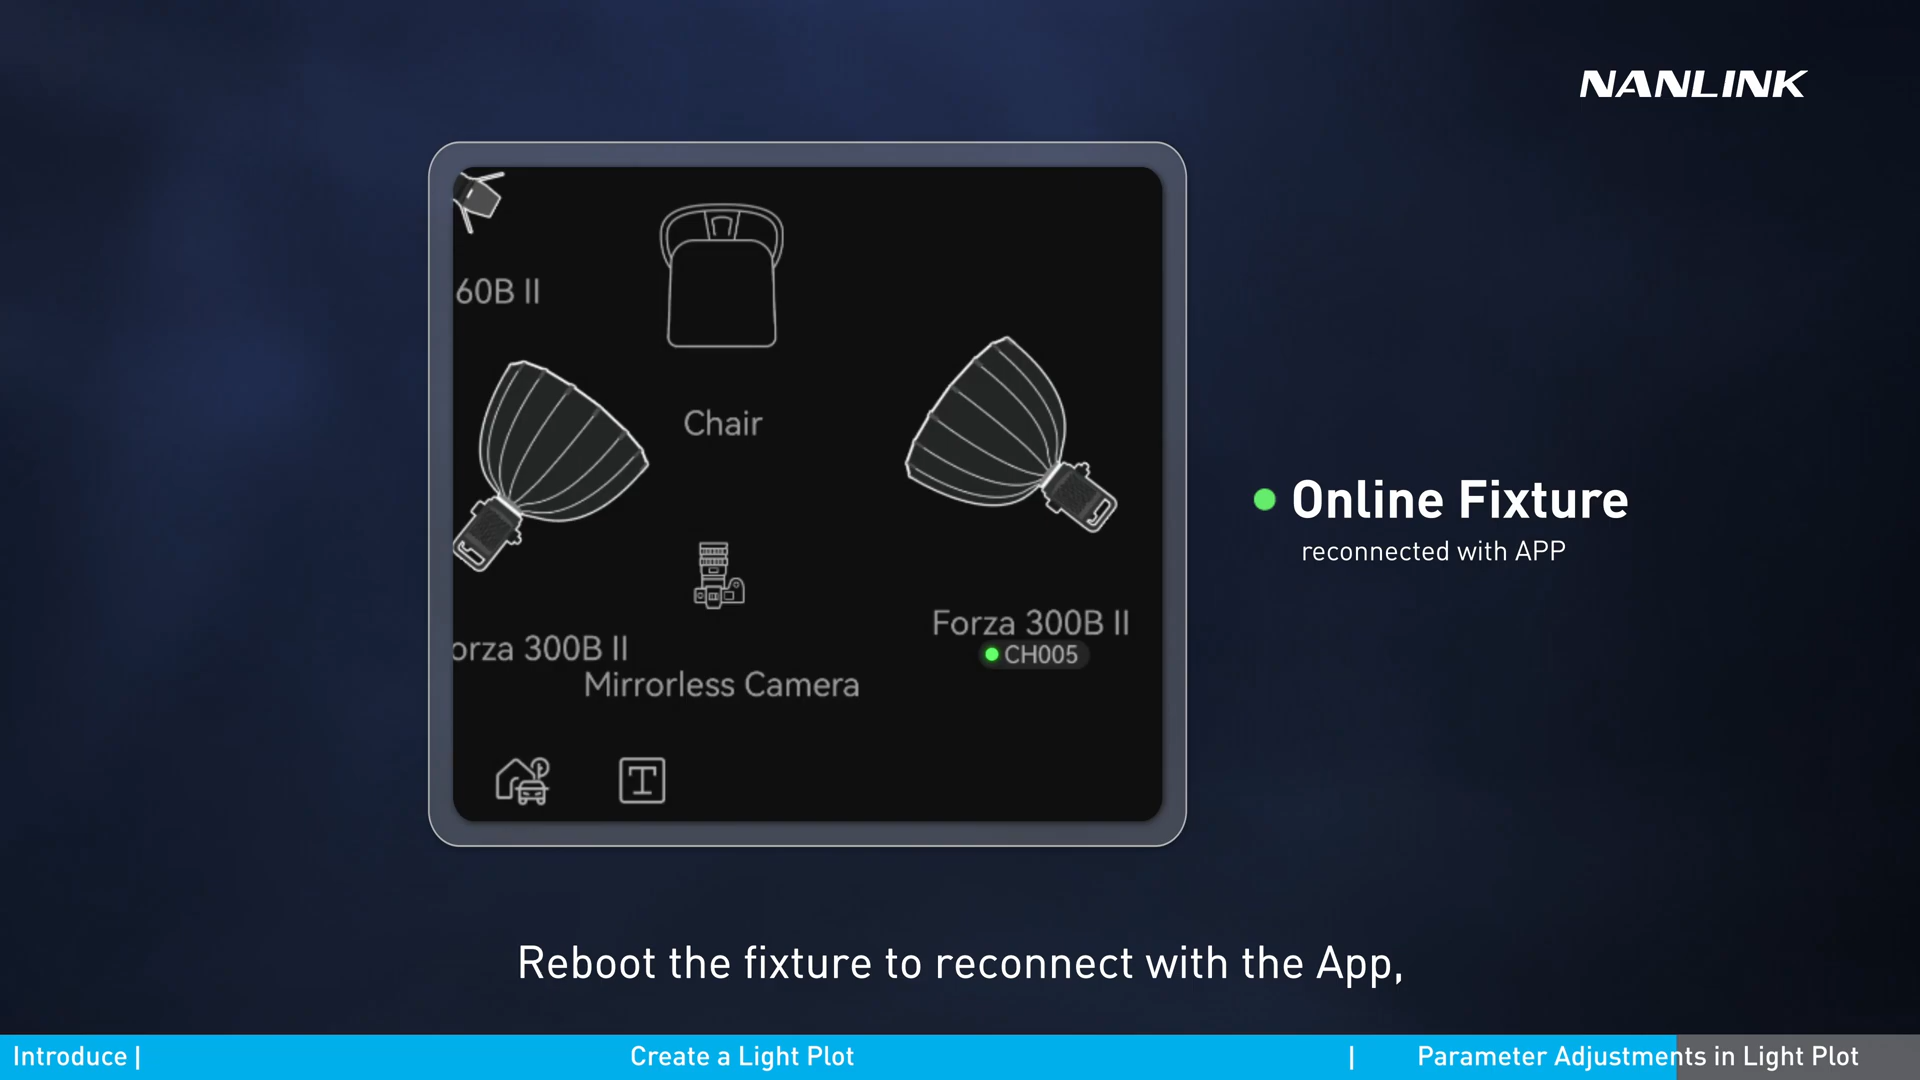 NANLINK
60B II
Chair
Online Fixture
reconnected with APP
Forza 300B II
CH005
orza 300B II
Mirrorless Camera
T
Reboot the fixture to reconnect with the App,
Introduce | Create a Light Plot | Parameter Adjustments in Light Plot